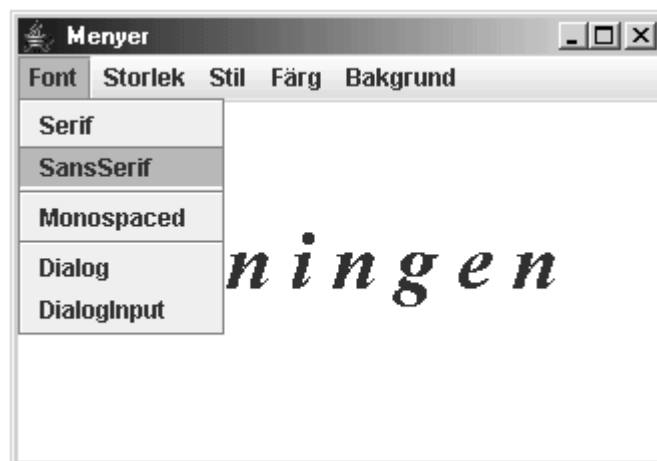 Menyer
Font Storlek Stil Färg Bakgrund
Serif
SansSerif
Monospaced
Dialog
DialogInput
n i n g e n